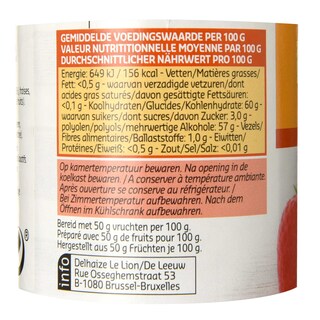 GEMIDDELDE VOEDINGSWAARDE PER 100 G
VALEUR NUTRITITIONNELLE MOYENNE PAR 100 G
DURCHSCHNITTLICHER NÄHRWERT PRO 100 G
Energie: 649 kJ / 156 kcal - Vetten/Matières grasses/
Fett: <0,5 g - waarvan verzadigde vetzuren/dont
acides gras saturés/davon gesättigte Fettsäuren:
<0,1 g - Koolhydraten/Glucides/Kohlenhydrate: 60 g -
waarvan suikers/dont sucres/davon Zucker: 3,0 g -
polyolen/polyols/mehrwertige Alkohole: 57 g - Vezels/
Fibres alimentaires/Ballaststoffe: 1,0 g - Eiwitten/
Protéines/Eiweiß: <0,5 g - Zout/Sel/Salz: <0,01 g
Op kamertemperatuur bewaren. Na opening in de
koelkast bewaren. / A conserver à température ambiante.
Après ouverture se conserve au réfrigérateur./
Bei Zimmertemperatur aufbewahren. Nach dem
Öffnen im Kühlschrank aufbewahren.
Bereid met 50 g vruchten per 100 g.
Préparé avec 50 g de fruits pour 100 g.
Hergestellt aus 50 g Früchten je 100 g.
info
Delhaize Le Lion/De Leeuw
Rue Osseghemstraat 53
B-1080 Brussel-Bruxelles